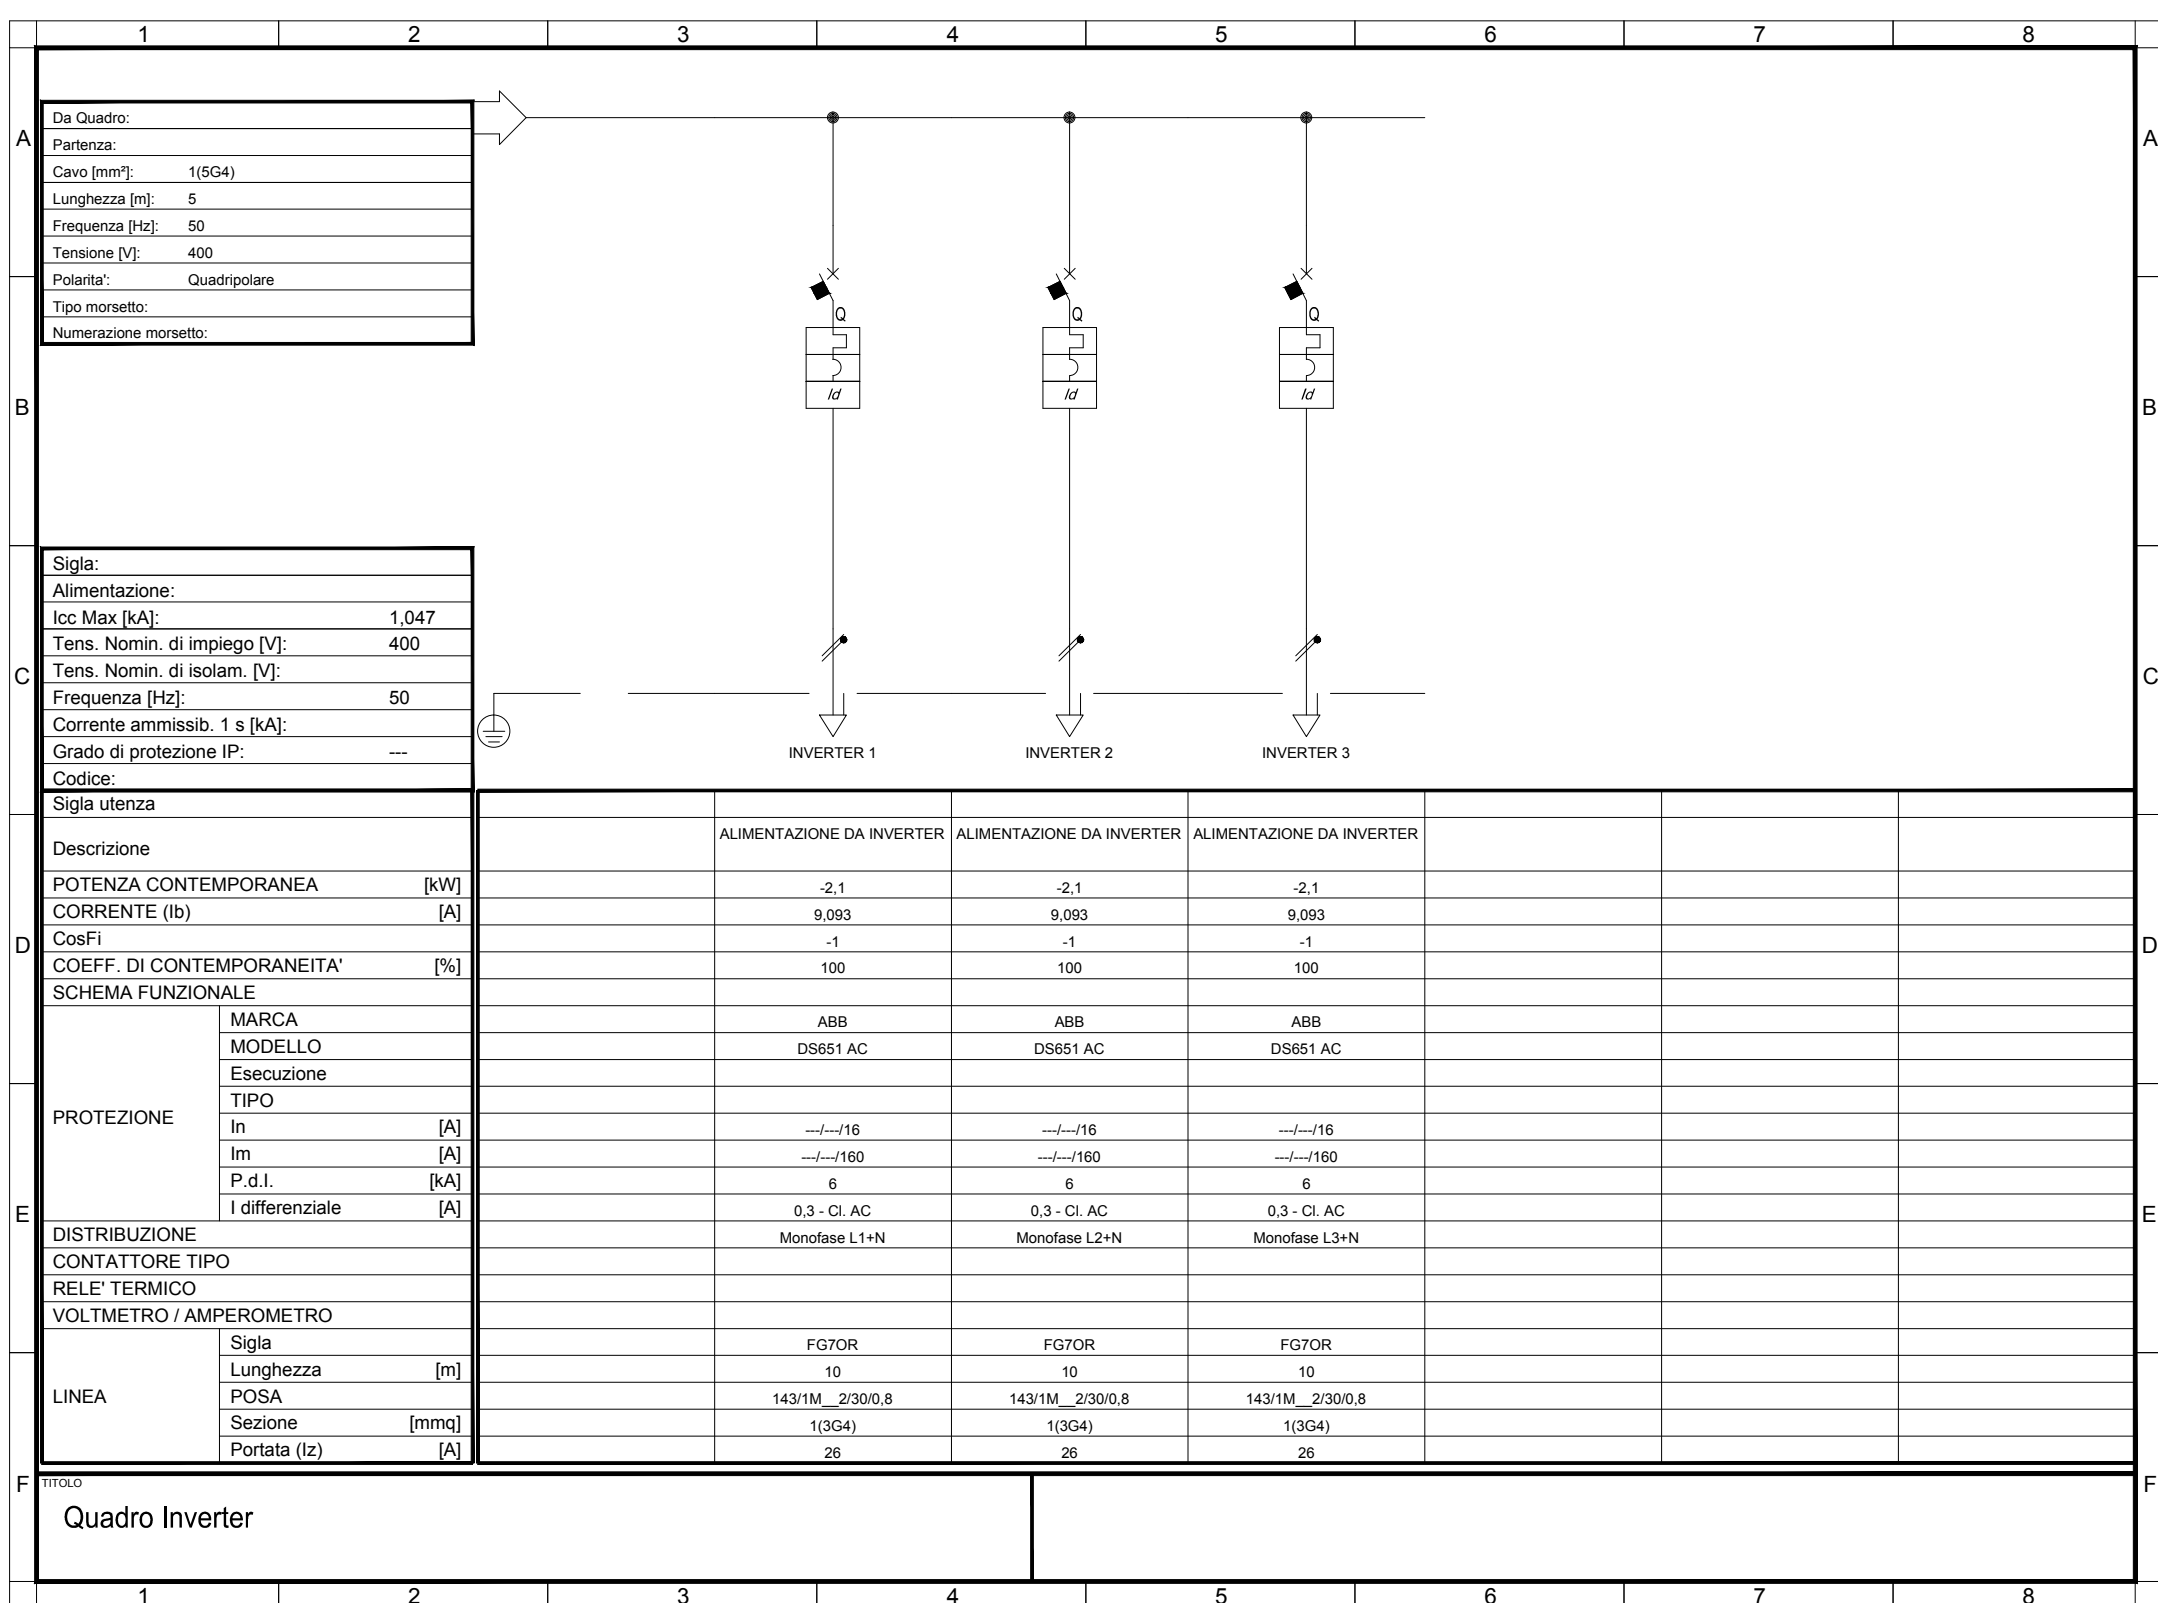 1 2 3 4 5 6 7 8
A A
Da Quadro:
Partenza:
Cavo [mm²]: 1(5G4)
Lunghezza [m]: 5
Frequenza [Hz]: 50
Tensione [V]: 400
Polarita': Quadripolare
Tipo morsetto:
Numerazione morsetto:
Q Q Q
Id Id Id
B B
Sigla:
Alimentazione:
Icc Max [kA]: 1,047
Tens. Nomin. di impiego [V]: 400
Tens. Nomin. di isolam. [V]:
C C
Frequenza [Hz]: 50
Corrente ammissib. 1 s [kA]:
Grado di protezione IP: ---
Codice:
INVERTER 1 INVERTER 2 INVERTER 3
Sigla utenza
Descrizione ALIMENTAZIONE DA INVERTER ALIMENTAZIONE DA INVERTER ALIMENTAZIONE DA INVERTER
POTENZA CONTEMPORANEA [kW] -2,1 -2,1 -2,1
CORRENTE (Ib) [A] 9,093 9,093 9,093
D D
CosFi -1 -1 -1
COEFF. DI CONTEMPORANEITA' [%] 100 100 100
SCHEMA FUNZIONALE
PROTEZIONE
MARCA ABB ABB ABB
MODELLO DS651 AC DS651 AC DS651 AC
Esecuzione
TIPO
In [A] ---/---/16 ---/---/16 ---/---/16
Im [A] ---/---/160 ---/---/160 ---/---/160
P.d.I. [kA] 6 6 6
I differenziale [A] 0,3 - Cl. AC 0,3 - Cl. AC 0,3 - Cl. AC
E E
DISTRIBUZIONE Monofase L1+N Monofase L2+N Monofase L3+N
CONTATTORE TIPO
RELE' TERMICO
VOLTMETRO / AMPEROMETRO
LINEA
Sigla FG7OR FG7OR FG7OR
Lunghezza [m] 10 10 10
POSA 143/1M__2/30/0,8 143/1M__2/30/0,8 143/1M__2/30/0,8
Sezione [mmq] 1(3G4) 1(3G4) 1(3G4)
Portata (Iz) [A] 26 26 26
F F
TITOLO
Quadro Inverter
1 2 3 4 5 6 7 8